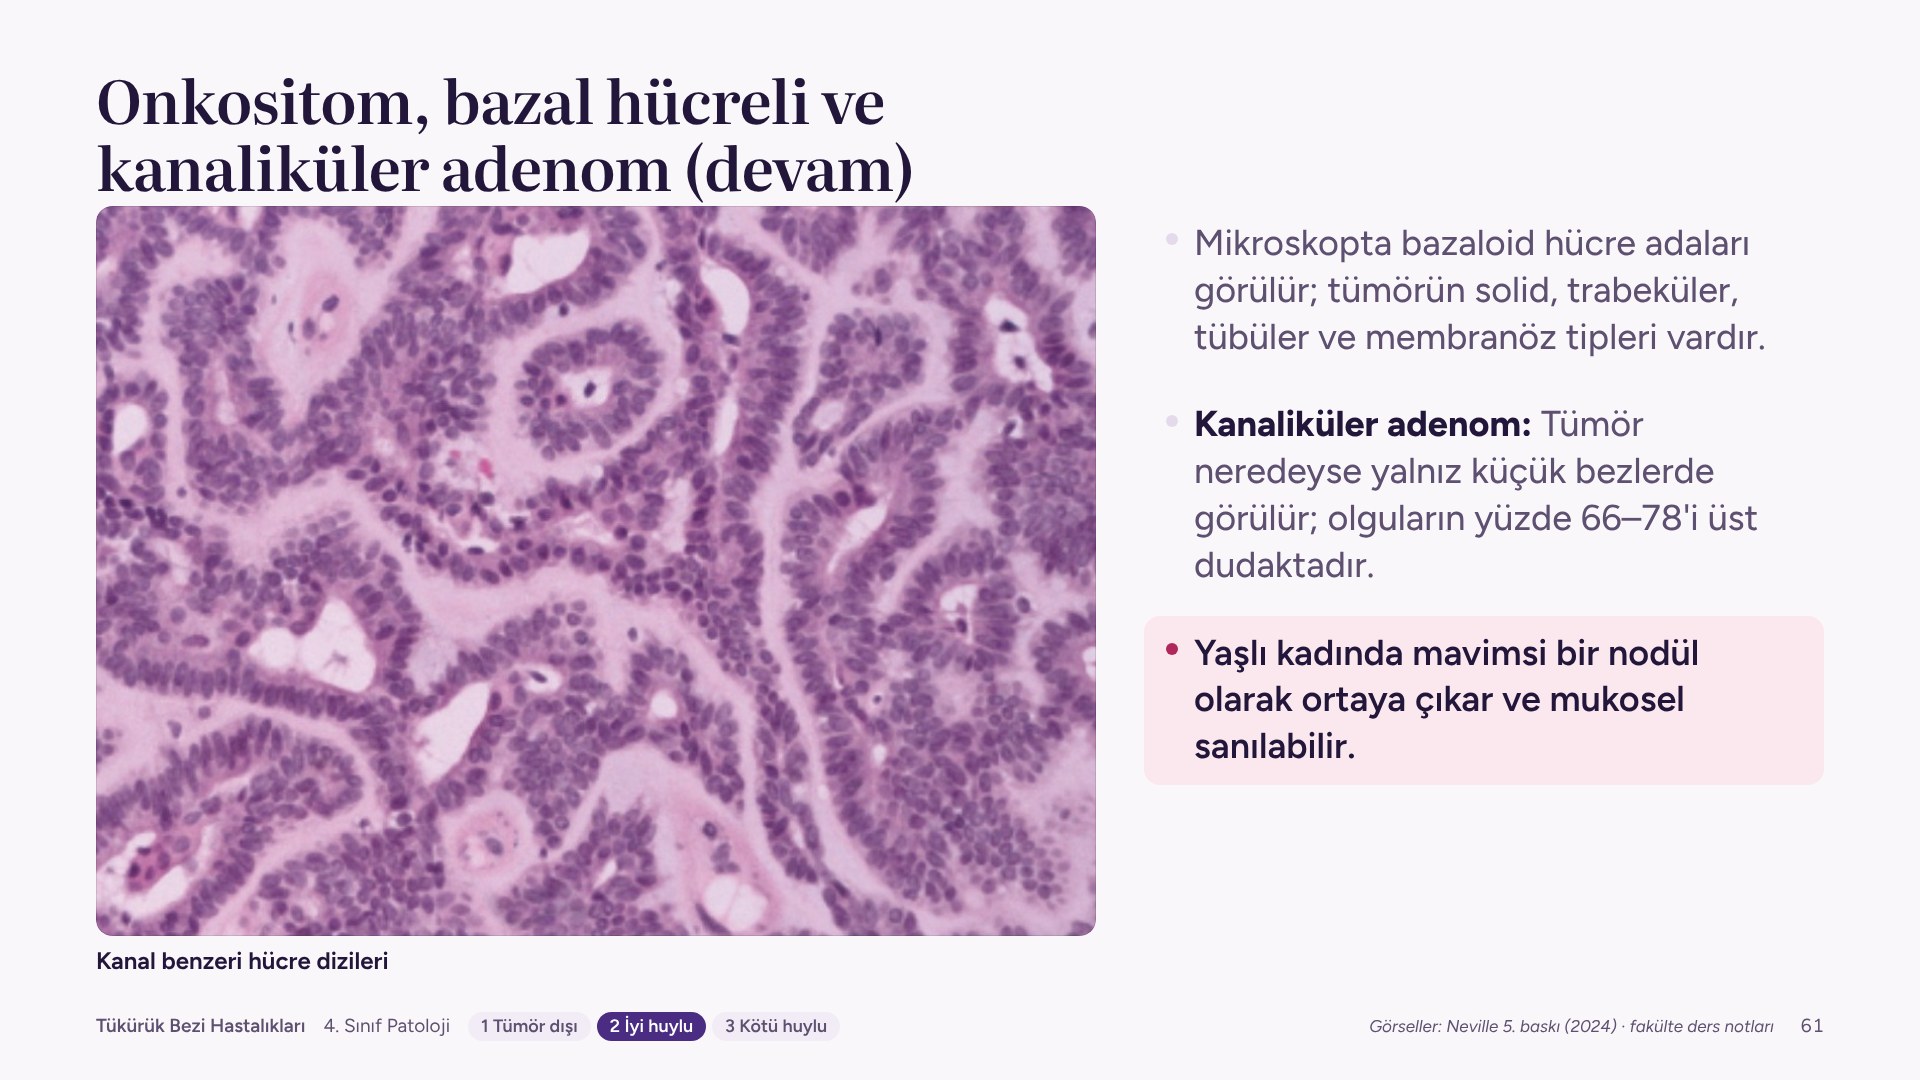 Onkositom, bazal hücreli ve
kanaliküler adenom (devam)
Mikroskopta bazaloid hücre adaları
görülür; tümörün solid, trabeküler,
tübüler ve membranöz tipleri vardır.
Kanaliküler adenom: Tümör
neredeyse yalnız küçük bezlerde
görülür; olguların yüzde 66–78'i üst
dudaktadır.
Yaşlı kadında mavimsi bir nodül
olarak ortaya çıkar ve mukosel
sanılabilir.
Kanal benzeri hücre dizileri
Tükürük Bezi Hastalıkları 4. Sınıf Patoloji 1 Tümör dışı 2 İyi huylu 3 Kötü huylu
Görseller: Neville 5. baskı (2024) · fakülte ders notları 61